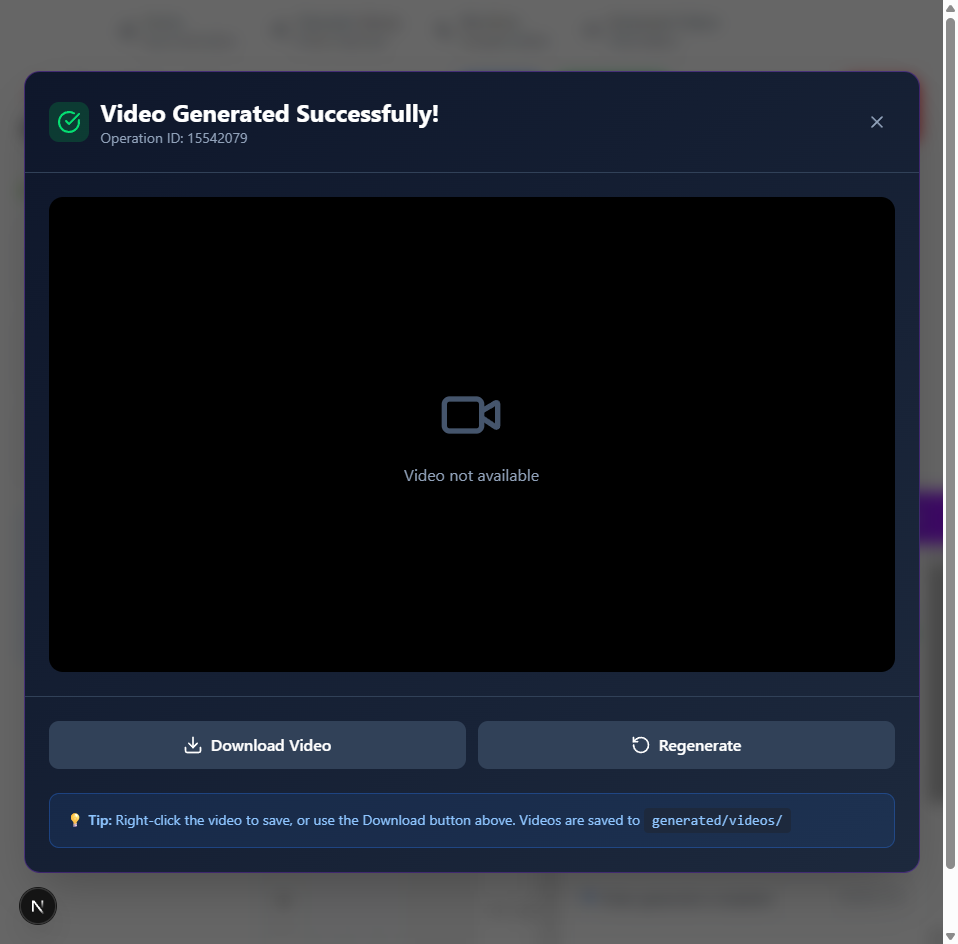 Video Generated Successfully!
Operation ID: 15542079
Video not available
Download Video
Regenerate
Tip: Right-click the video to save, or use the Download button above. Videos are saved to generated/videos/
N